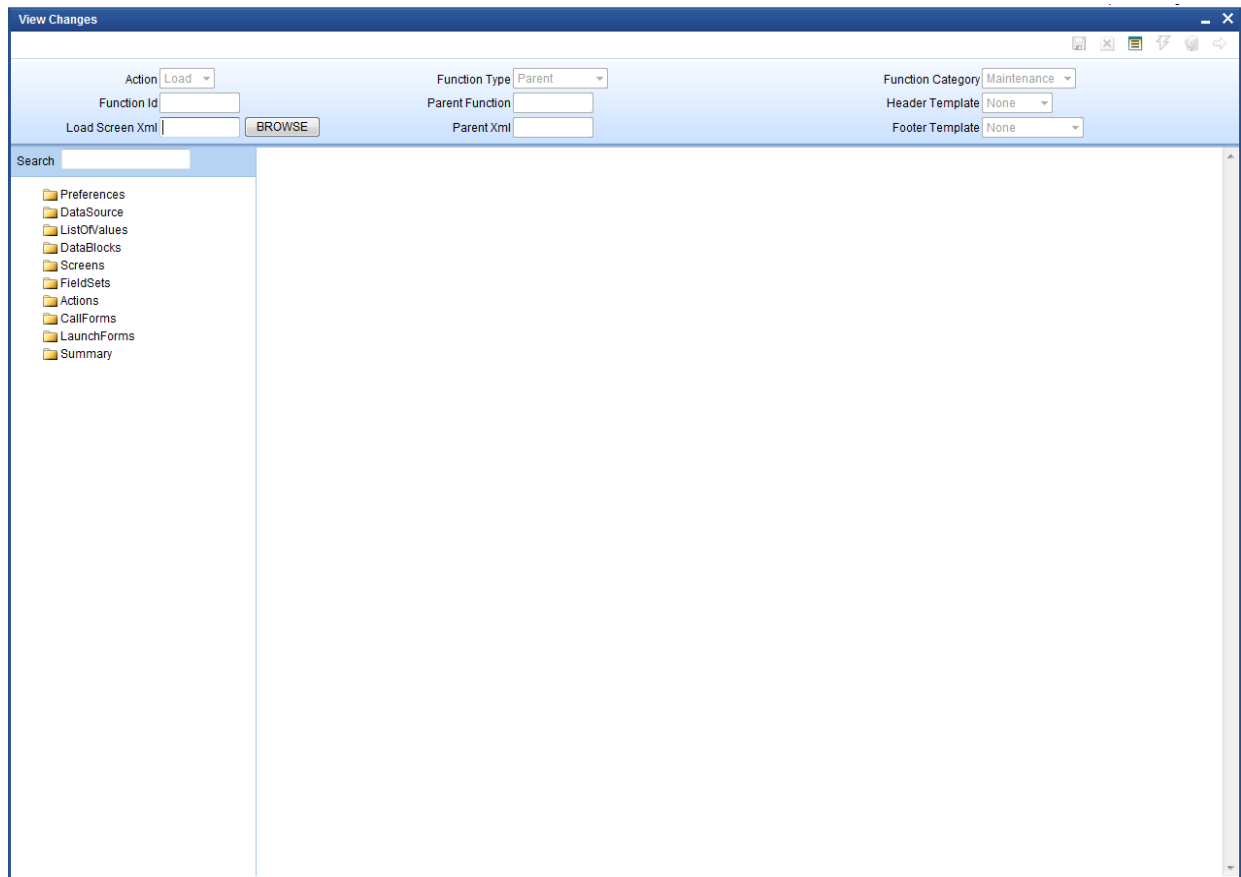 View Changes
Action Load Function Type Parent Function Category Maintenance
Function Id Parent Function Header Template None
Load Screen Xml BROWSE Parent Xml Footer Template None
Search
Preferences
DataSource
ListOfValues
DataBlocks
Screens
FieldSets
Actions
CallForms
LaunchForms
Summary